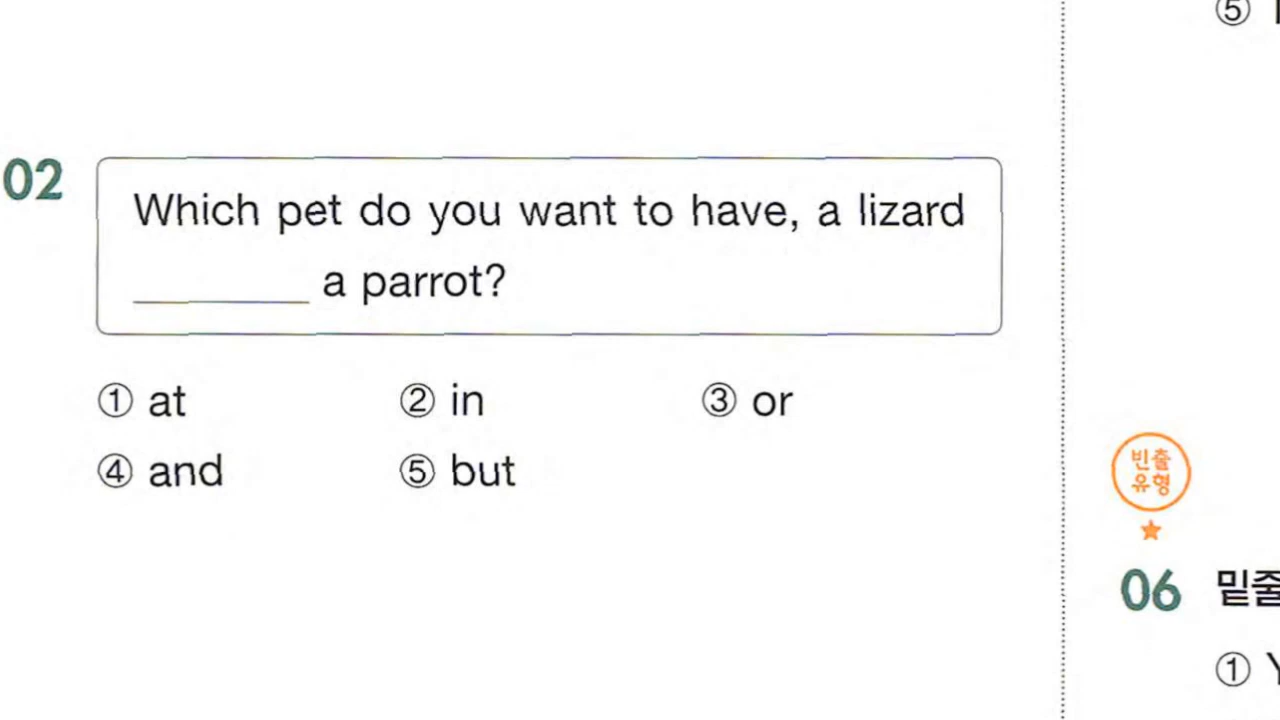 02
Which pet do you want to have, a lizard
________ a parrot?
① at ② in ③ or
④ and ⑤ but
⑤
빈출
유형
06 밑줄
①